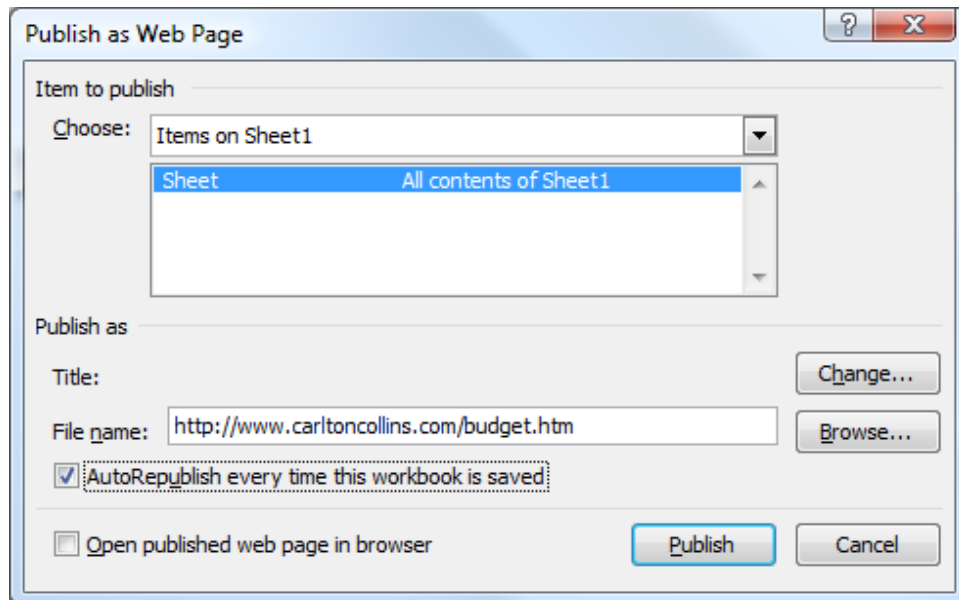 Publish as Web Page
Item to publish
Choose: Items on Sheet1
Sheet All contents of Sheet1
Publish as
Title: Change...
File name: http://www.carltoncollins.com/budget.htm Browse...
AutoRepublish every time this workbook is saved
Open published web page in browser Publish Cancel